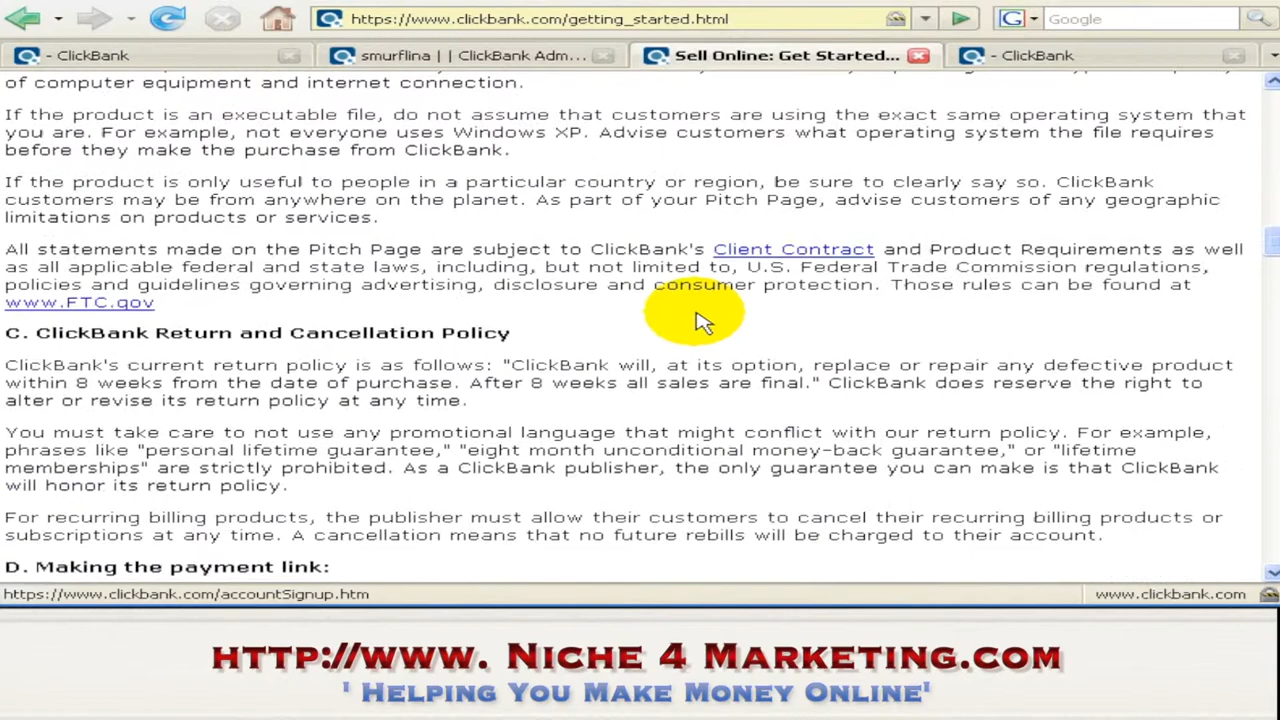 https://www.clickbank.com/getting_started.html
Google
- ClickBank
smurflina | | ClickBank Adm...
Sell Online: Get Started...
- ClickBank
of computer equipment and internet connection.
If the product is an executable file, do not assume that customers are using the exact same operating system that
you are. For example, not everyone uses Windows XP. Advise customers what operating system the file requires
before they make the purchase from ClickBank.
If the product is only useful to people in a particular country or region, be sure to clearly say so. ClickBank
customers may be from anywhere on the planet. As part of your Pitch Page, advise customers of any geographic
limitations on products or services.
All statements made on the Pitch Page are subject to ClickBank's Client Contract and Product Requirements as well
as all applicable federal and state laws, including, but not limited to, U.S. Federal Trade Commission regulations,
policies and guidelines governing advertising, disclosure and consumer protection. Those rules can be found at
www.FTC.gov
C. ClickBank Return and Cancellation Policy
ClickBank's current return policy is as follows: "ClickBank will, at its option, replace or repair any defective product
within 8 weeks from the date of purchase. After 8 weeks all sales are final." ClickBank does reserve the right to
alter or revise its return policy at any time.
You must take care to not use any promotional language that might conflict with our return policy. For example,
phrases like "personal lifetime guarantee," "eight month unconditional money-back guarantee," or "lifetime
memberships" are strictly prohibited. As a ClickBank publisher, the only guarantee you can make is that ClickBank
will honor its return policy.
For recurring billing products, the publisher must allow their customers to cancel their recurring billing products or
subscriptions at any time. A cancellation means that no future rebills will be charged to their account.
D. Making the payment link:
https://www.clickbank.com/accountSignup.htm
www.clickbank.com
http://www. Niche 4 Marketing.com
' Helping You Make Money Online'